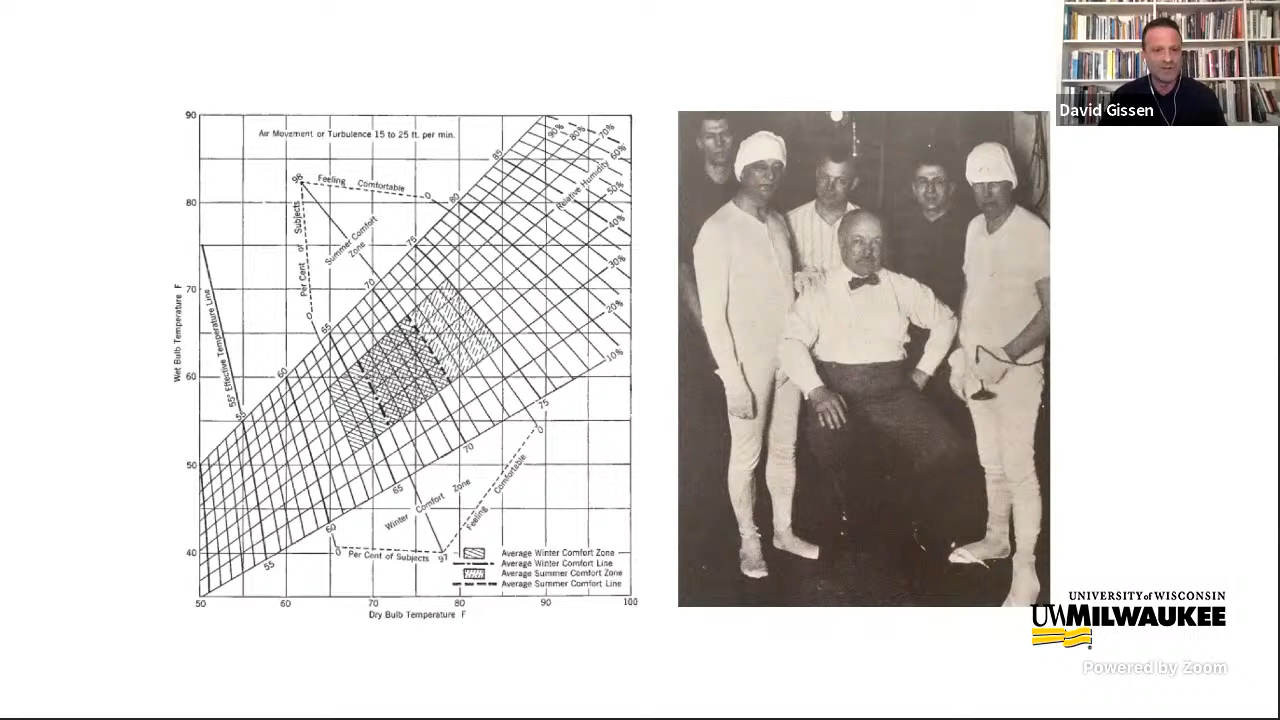 David Gissen
90
Air Movement or Turbulence 15 to 25 ft. per min.
90%
80%
70%
60%
50%
40%
30%
20%
10%
Relative Humidity
85
98
Feeling Comfortable
0
80
80
Per Cent of Subjects
Summer Comfort
Zone
75
70
70
0
65
55° Effective Temperature Line
Wet Bulb Temperature F
60
60
55
75
0
50
70
65
Winter Comfort Zone
Feeling Comfortable
60
0
Per Cent of Subjects
97
40
55
Average Winter Comfort Zone
Average Winter Comfort Line
Average Summer Comfort Zone
Average Summer Comfort Line
50
60
70
80
90
100
Dry Bulb Temperature F
UNIVERSITY of WISCONSIN
UWMILWAUKEE
Powered by Zoom